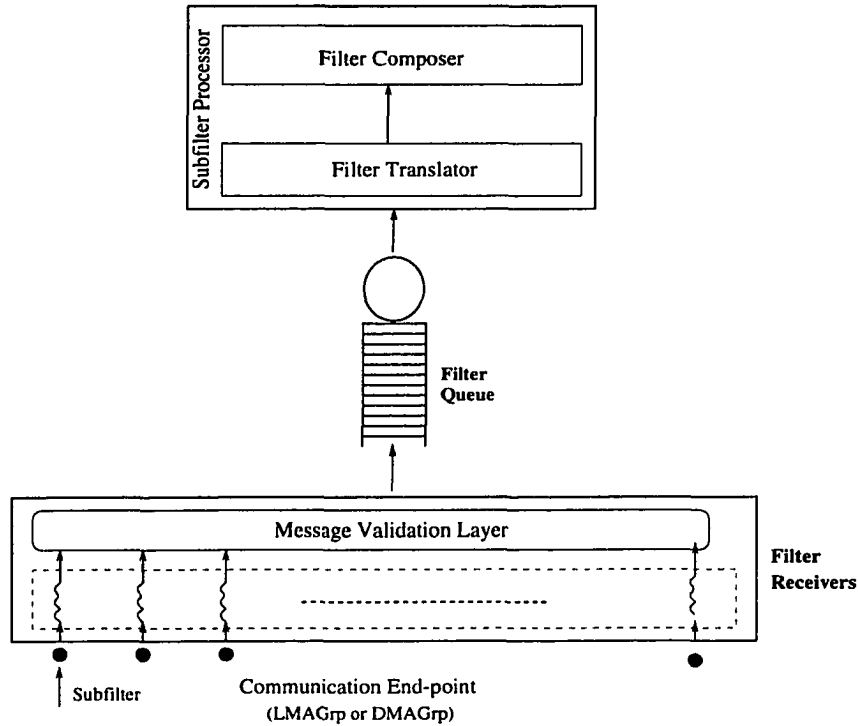 Subfilter Processor
Filter Composer
Filter Translator
Filter
Queue
Message Validation Layer
Filter
Receivers
Subfilter
Communication End-point
(LMAGrp or DMAGrp)